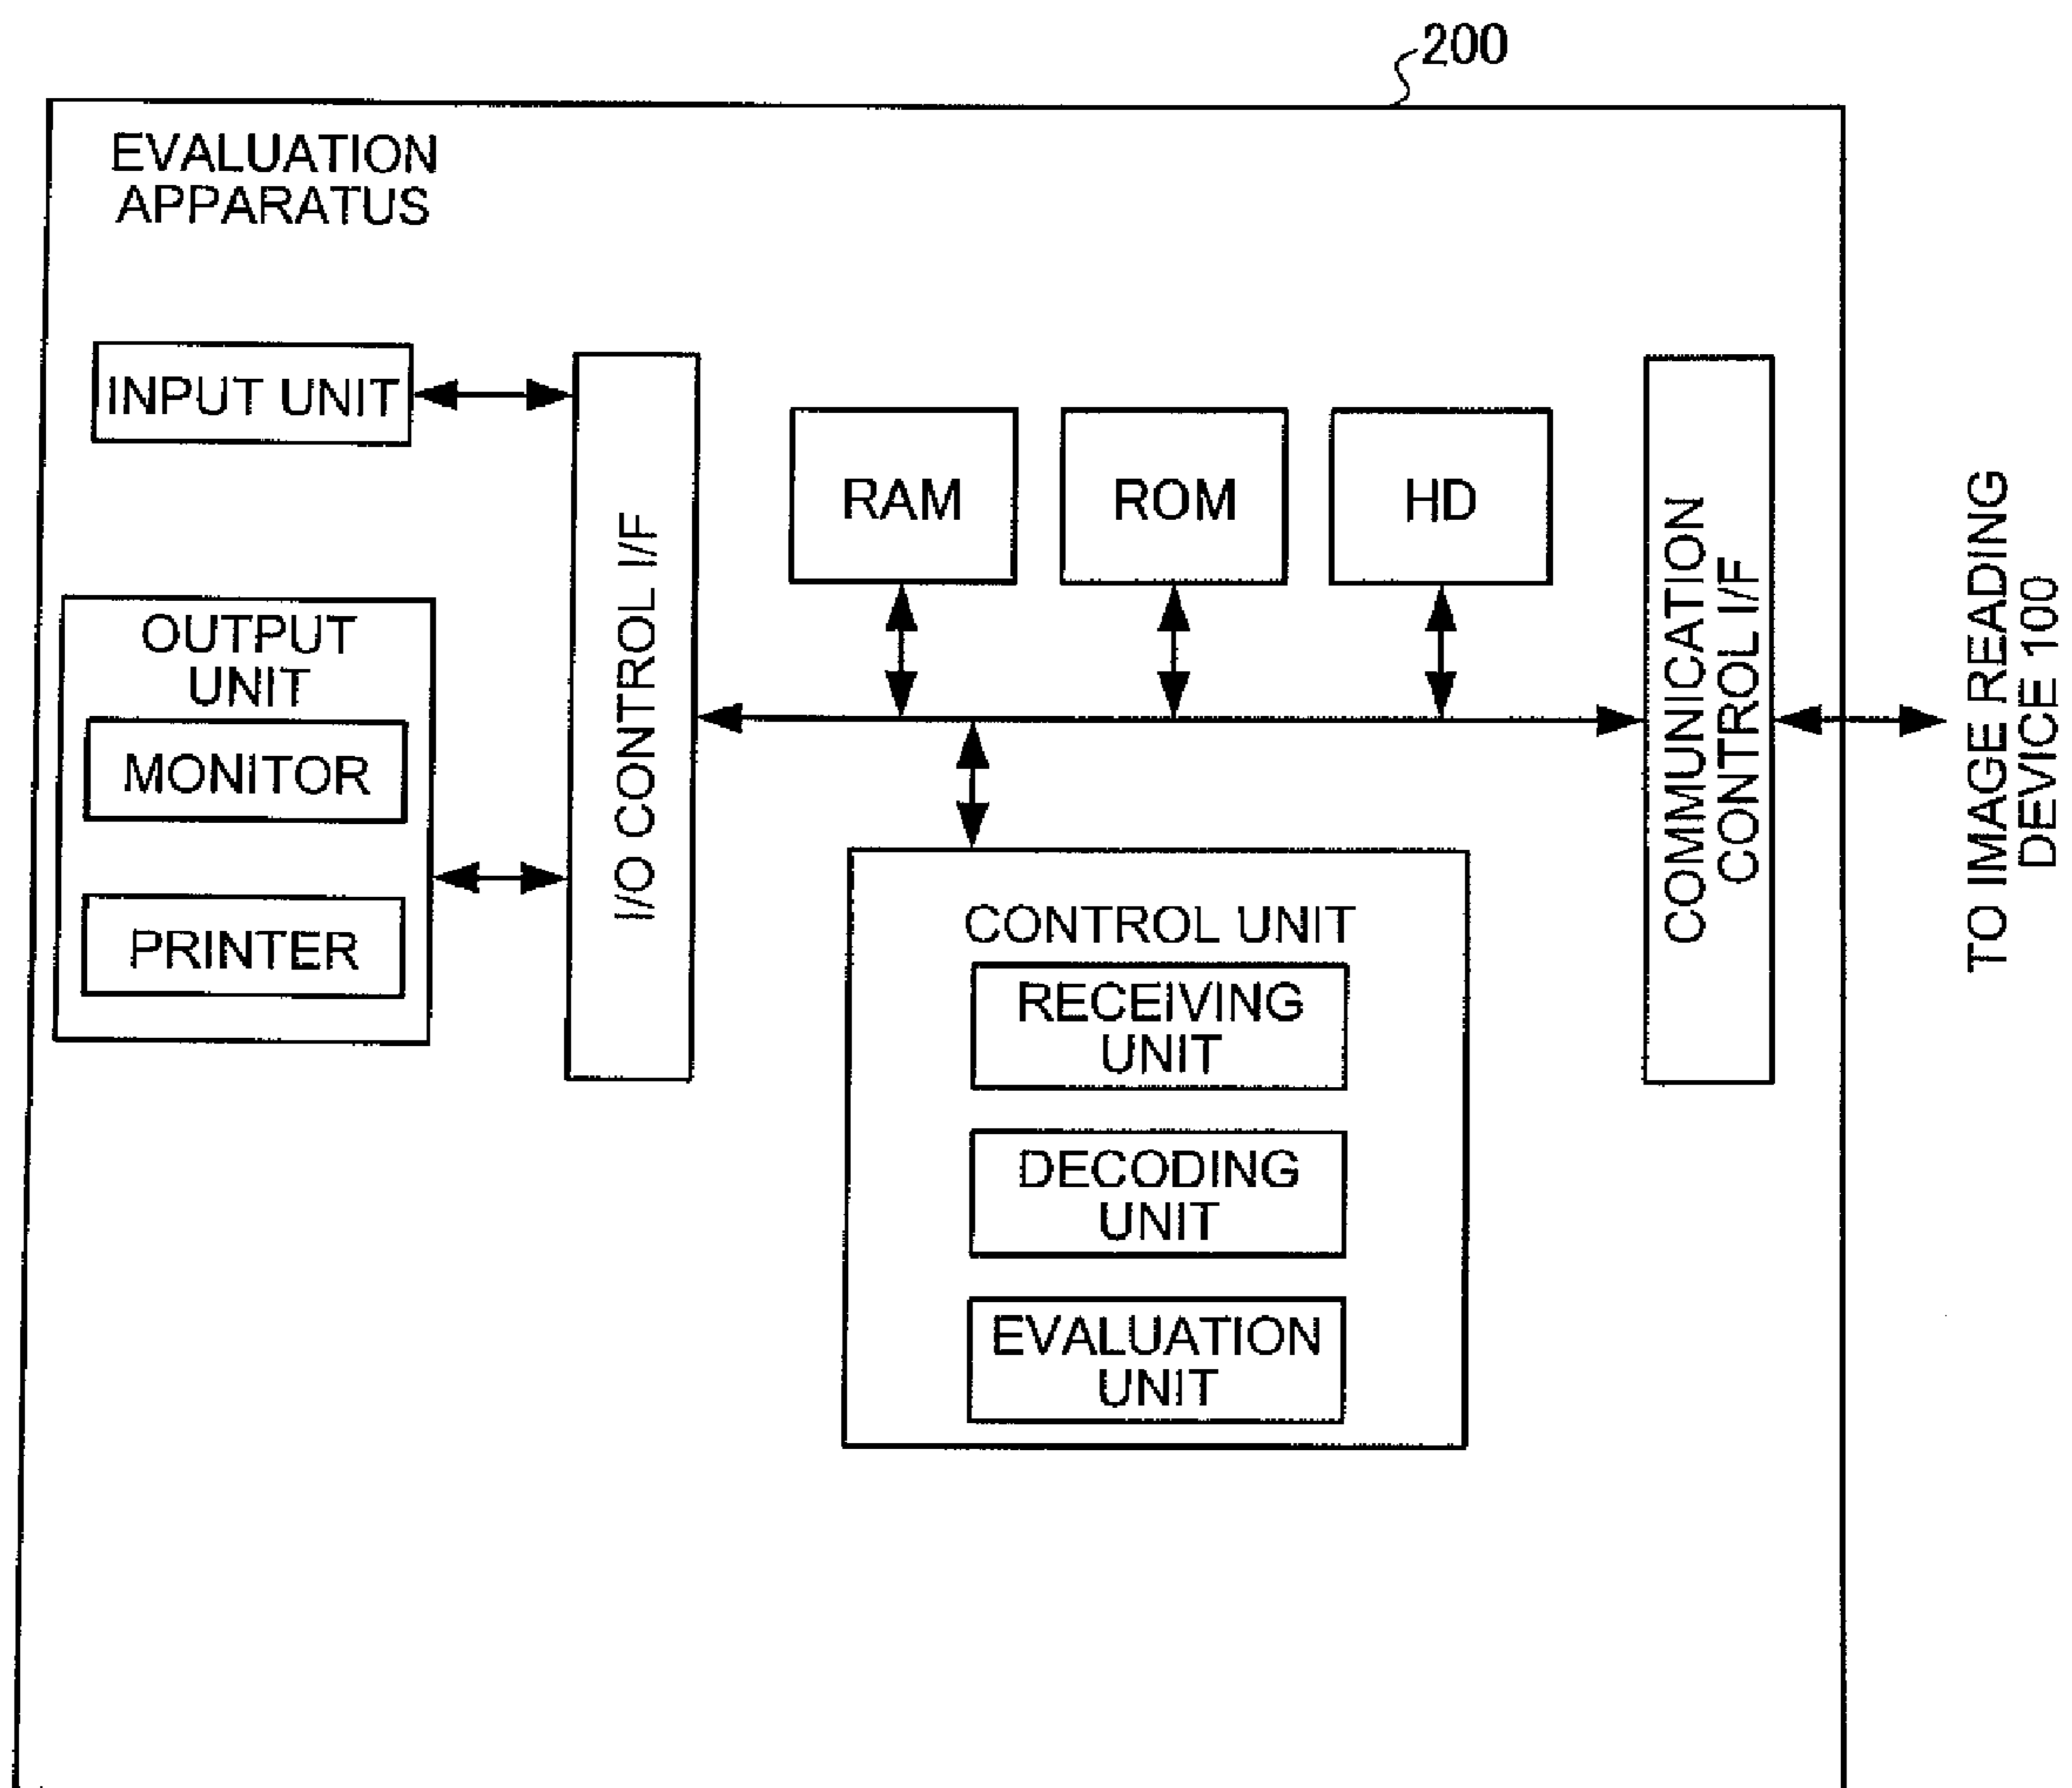 200
EVALUATION
APPARATUS
INPUT UNIT
OUTPUT
UNIT
MONITOR
PRINTER
I/O CONTROL I/F
RAM
ROM
HD
CONTROL UNIT
RECEIVING
UNIT
DECODING
UNIT
EVALUATION
UNIT
COMMUNICATION
CONTROL I/F
TO IMAGE READING
DEVICE 100